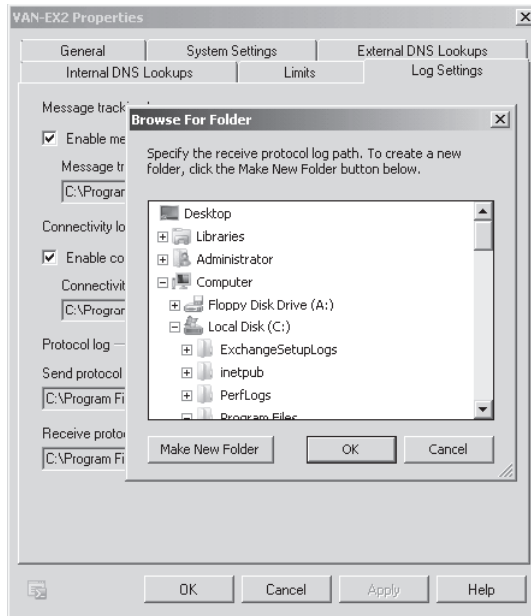 VAN-EX2 Properties
General
System Settings
External DNS Lookups
Internal DNS Lookups
Limits
Log Settings
Message track
Enable me
Message tr
C:\Progra
Connectivity lo
Enable co
Connectivit
C:\Progra
Protocol log
Send protocol
C:\Program Fi
Receive proto
C:\Program Fi
Browse For Folder
Specify the receive protocol log path. To create a new
folder, click the Make New Folder button below.
Desktop
Libraries
Administrator
Computer
Floppy Disk Drive (A:)
Local Disk (C:)
ExchangeSetupLogs
inetpub
PerfLogs
Program Files
Make New Folder
OK
Cancel
OK
Cancel
Apply
Help